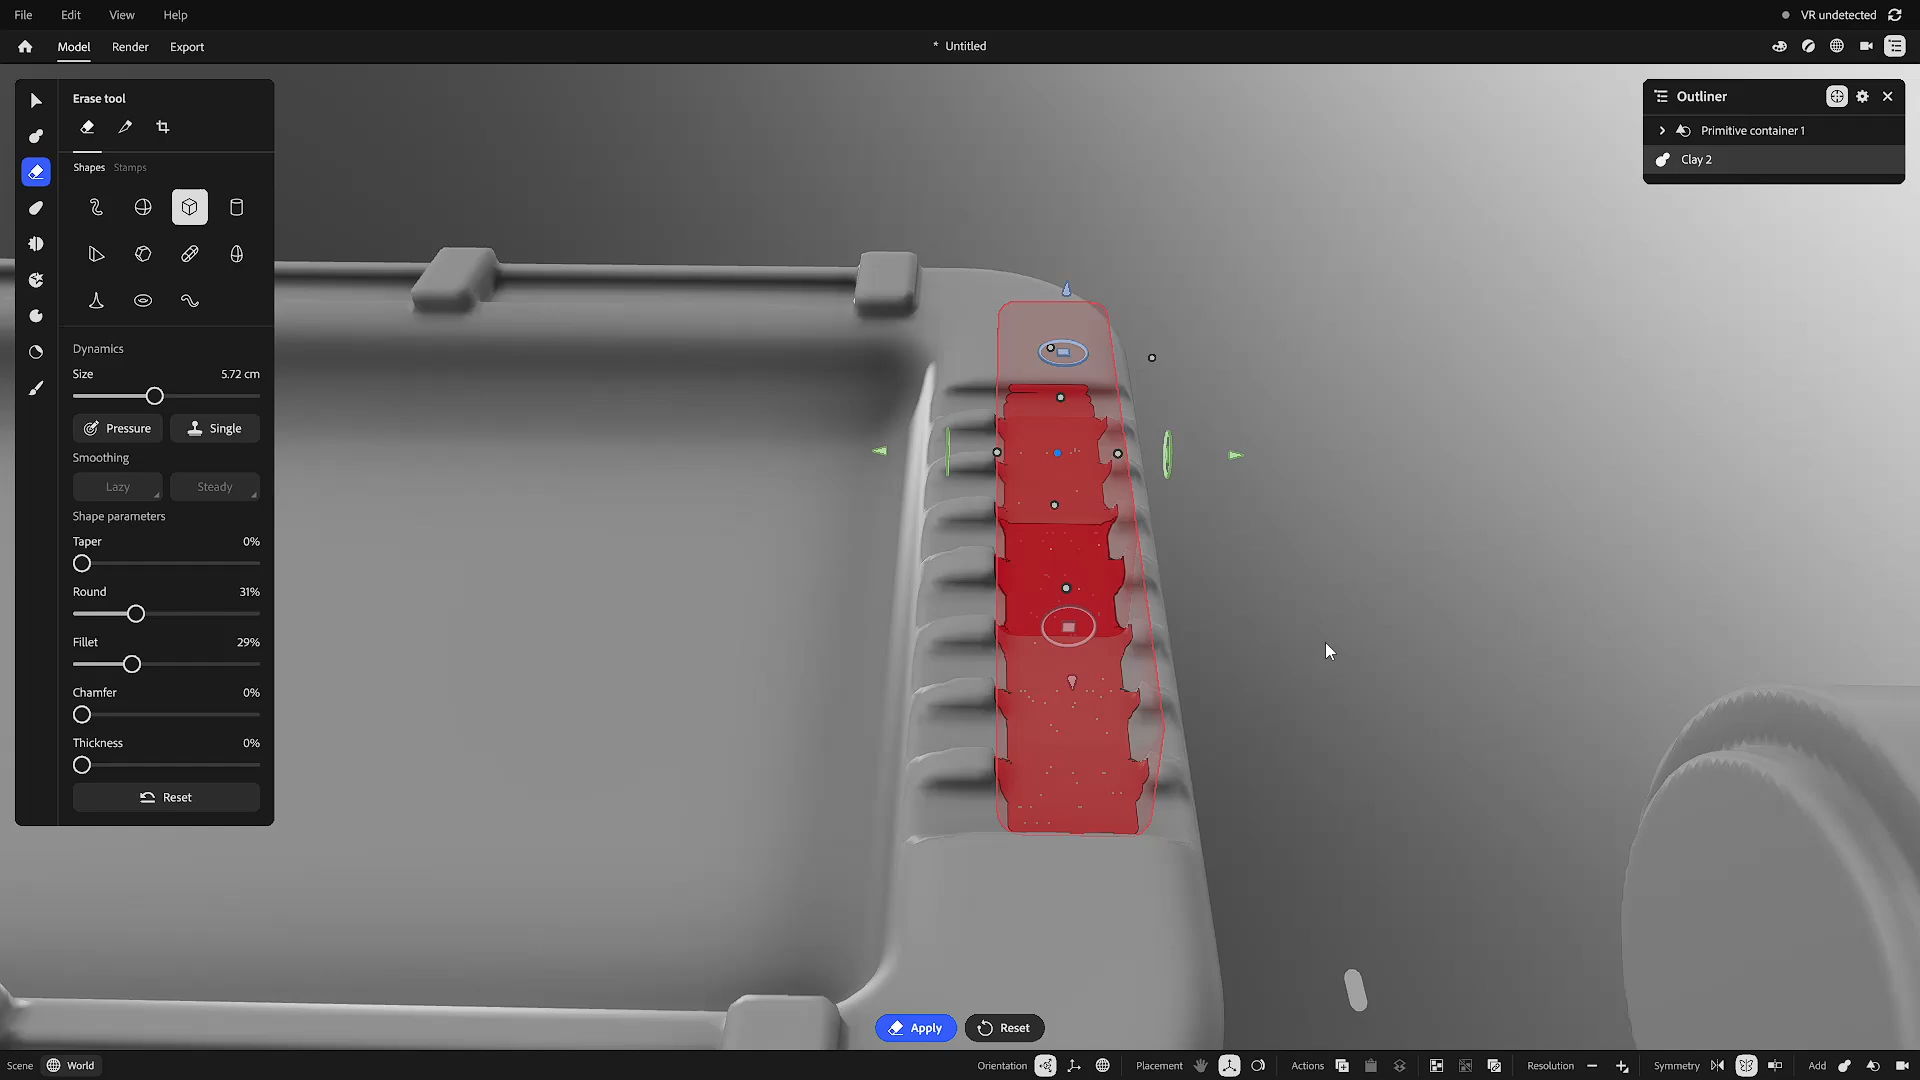 File Edit View Help
VR undetected
Model Render Export
* Untitled
Erase tool
Shapes Stamps
Dynamics
Size 5.72 cm
Pressure Single
Smoothing
Lazy Steady
Shape parameters
Taper 0%
Round 31%
Fillet 29%
Chamfer 0%
Thickness 0%
Reset
Outliner
Primitive container 1
Clay 2
Apply Reset
Scene World
Orientation Placement Actions Resolution Symmetry Add